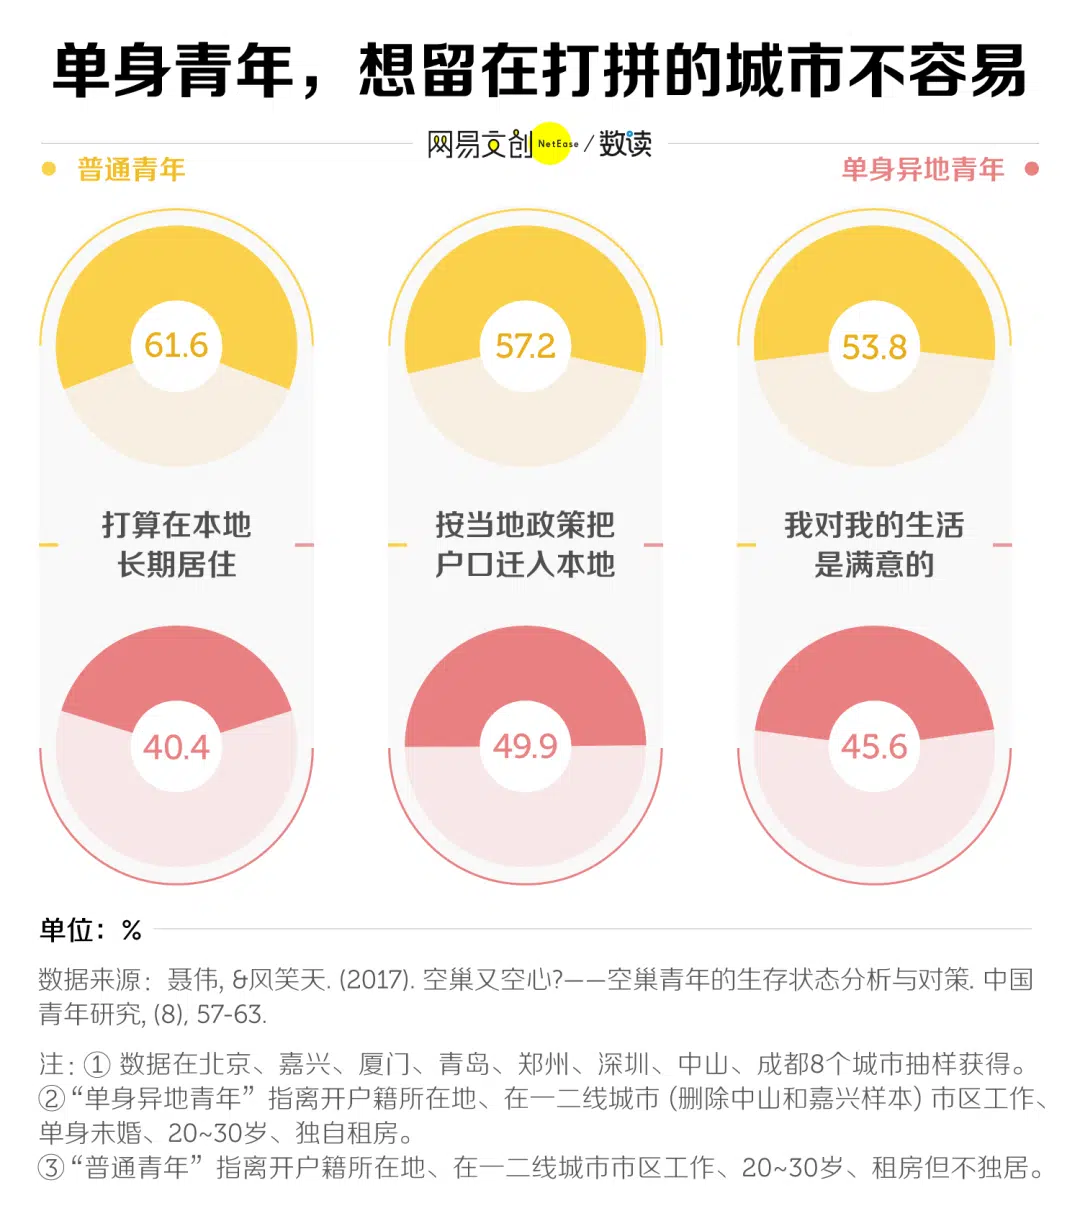 单身青年，想留在打拼的城市不容易
网易文创 NetEase / 数读
普通青年
单身异地青年
61.6
57.2
53.8
打算在本地
长期居住
按当地政策把
户口迁入本地
我对我的生活
是满意的
40.4
49.9
45.6
单位：%
数据来源：聂伟, &风笑天. (2017). 空巢又空心?——空巢青年的生存状态分析与对策. 中国
青年研究, (8), 57-63.
注：① 数据在北京、嘉兴、厦门、青岛、郑州、深圳、中山、成都8个城市抽样获得。
②“单身异地青年”指离开户籍所在地、在一二线城市（删除中山和嘉兴样本）市区工作、
单身未婚、20~30岁、独自租房。
③“普通青年”指离开户籍所在地、在一二线城市市区工作、20~30岁、租房但不独居。